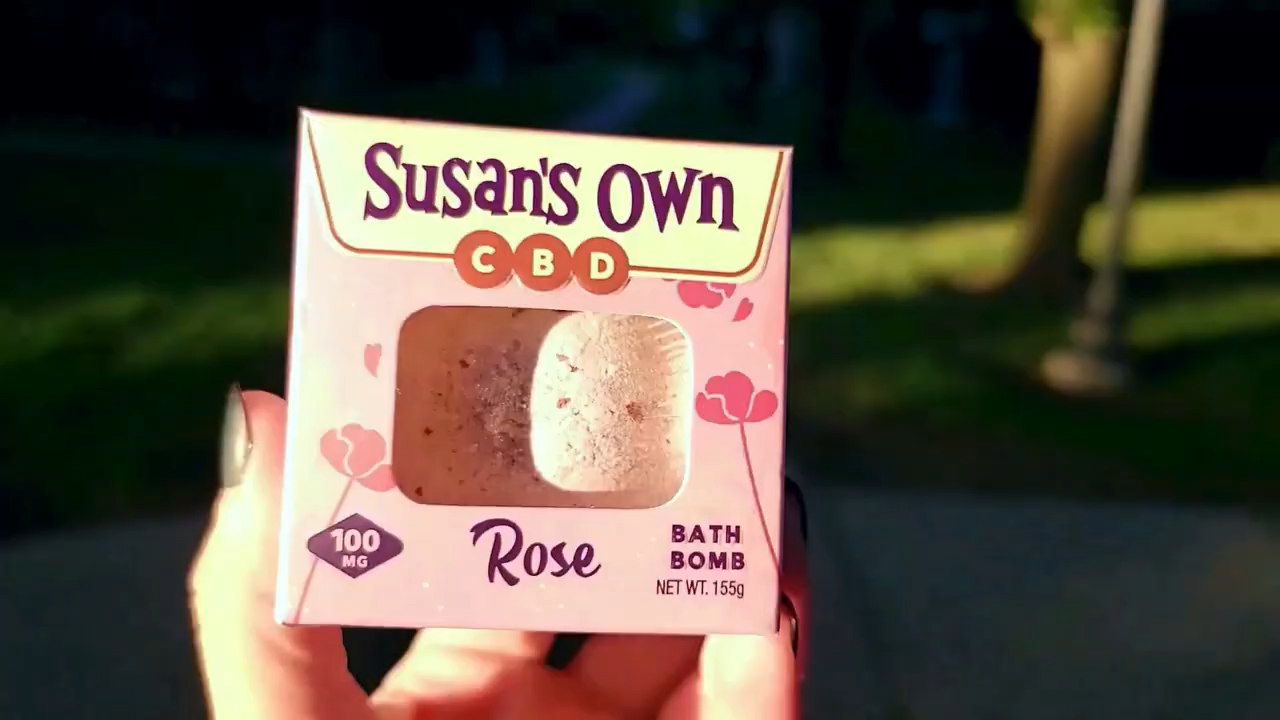 Susan's Own
CBD
100
MG
Rose
BATH
BOMB
NET WT. 155g